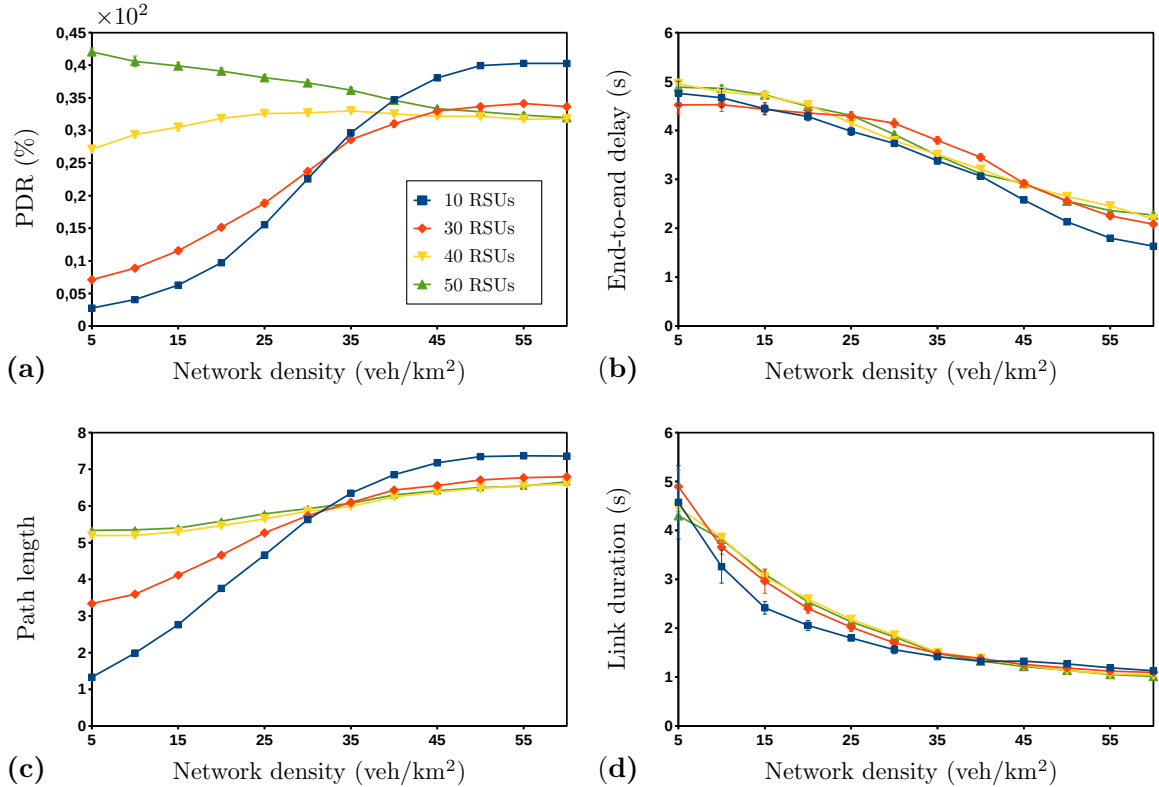 ×10²
0,45
0,4
0,35
0,3
0,25
0,2
0,15
0,1
0,05
0
PDR (%)
10 RSUs
30 RSUs
40 RSUs
50 RSUs
5 15 25 35 45 55
(a) Network density (veh/km²)
6
5
4
3
2
1
0
End-to-end delay (s)
5 15 25 35 45 55
(b) Network density (veh/km²)
8
7
6
5
4
3
2
1
0
Path length
5 15 25 35 45 55
(c) Network density (veh/km²)
6
5
4
3
2
1
0
Link duration (s)
5 15 25 35 45 55
(d) Network density (veh/km²)